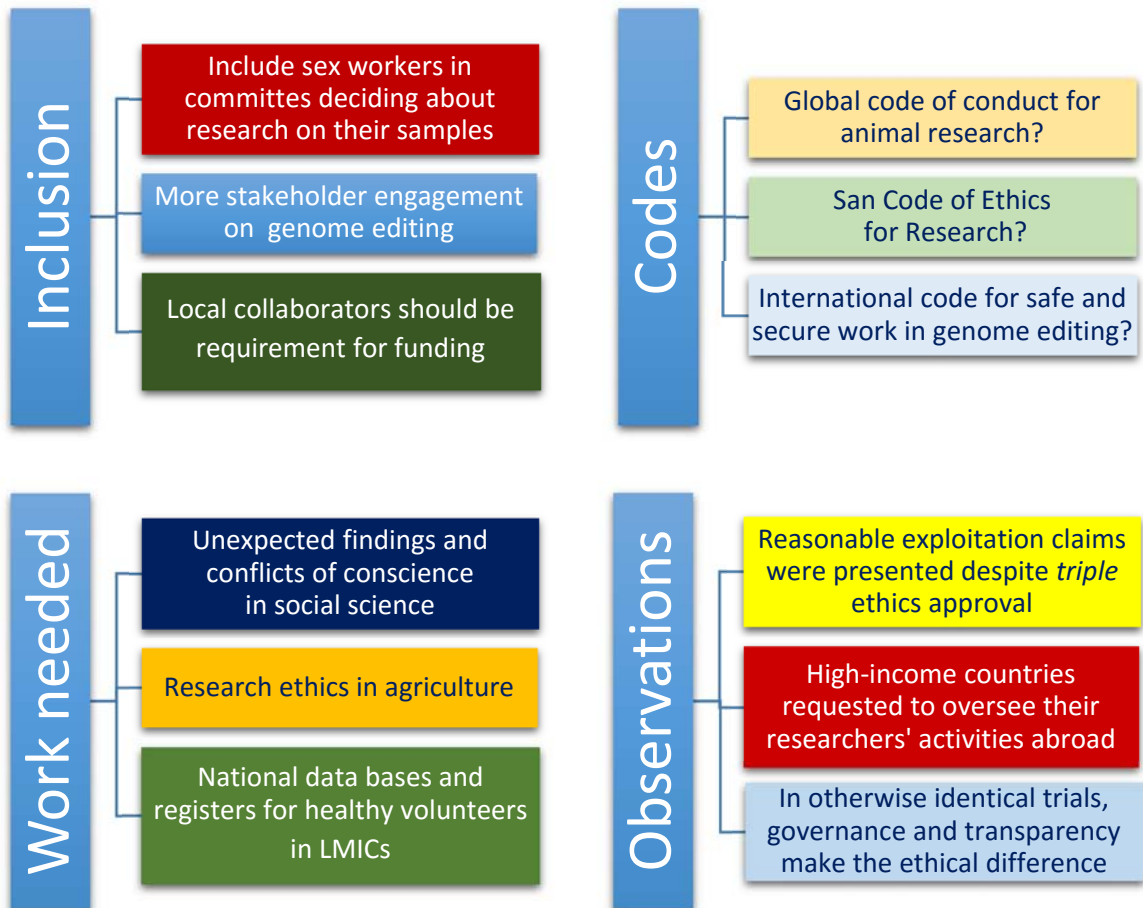 Inclusion
Include sex workers in
committes deciding about
research on their samples
More stakeholder engagement
on genome editing
Local collaborators should be
requirement for funding
Codes
Global code of conduct for
animal research?
San Code of Ethics
for Research?
International code for safe and
secure work in genome editing?
Work needed
Unexpected findings and
conflicts of conscience
in social science
Research ethics in agriculture
National data bases and
registers for healthy volunteers
in LMICs
Observations
Reasonable exploitation claims
were presented despite triple
ethics approval
High-income countries
requested to oversee their
researchers' activities abroad
In otherwise identical trials,
governance and transparency
make the ethical difference